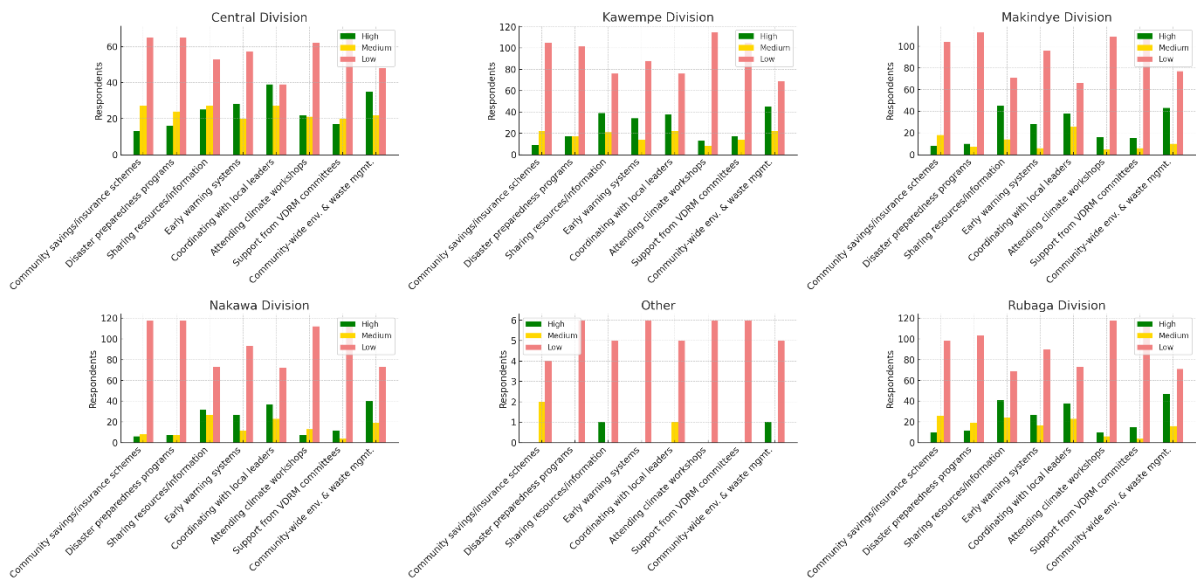 Central Division
Respondents
60
40
20
0
High
Medium
Low
Community savings/insurance schemes
Disaster preparedness programs
Sharing resources/information
Early warning systems
Coordinating with local leaders
Attending climate workshops
Support from VDRM committees
Community-wide env. & waste mgmt.
Kawempe Division
Respondents
120
100
80
60
40
20
0
High
Medium
Low
Community savings/insurance schemes
Disaster preparedness programs
Sharing resources/information
Early warning systems
Coordinating with local leaders
Attending climate workshops
Support from VDRM committees
Community-wide env. & waste mgmt.
Makindye Division
Respondents
100
80
60
40
20
0
High
Medium
Low
Community savings/insurance schemes
Disaster preparedness programs
Sharing resources/information
Early warning systems
Coordinating with local leaders
Attending climate workshops
Support from VDRM committees
Community-wide env. & waste mgmt.
Nakawa Division
Respondents
120
100
80
60
40
20
0
High
Medium
Low
Community savings/insurance schemes
Disaster preparedness programs
Sharing resources/information
Early warning systems
Coordinating with local leaders
Attending climate workshops
Support from VDRM committees
Community-wide env. & waste mgmt.
Other
Respondents
6
5
4
3
2
1
0
High
Medium
Low
Community savings/insurance schemes
Disaster preparedness programs
Sharing resources/information
Early warning systems
Coordinating with local leaders
Attending climate workshops
Support from VDRM committees
Community-wide env. & waste mgmt.
Rubaga Division
Respondents
120
100
80
60
40
20
0
High
Medium
Low
Community savings/insurance schemes
Disaster preparedness programs
Sharing resources/information
Early warning systems
Coordinating with local leaders
Attending climate workshops
Support from VDRM committees
Community-wide env. & waste mgmt.